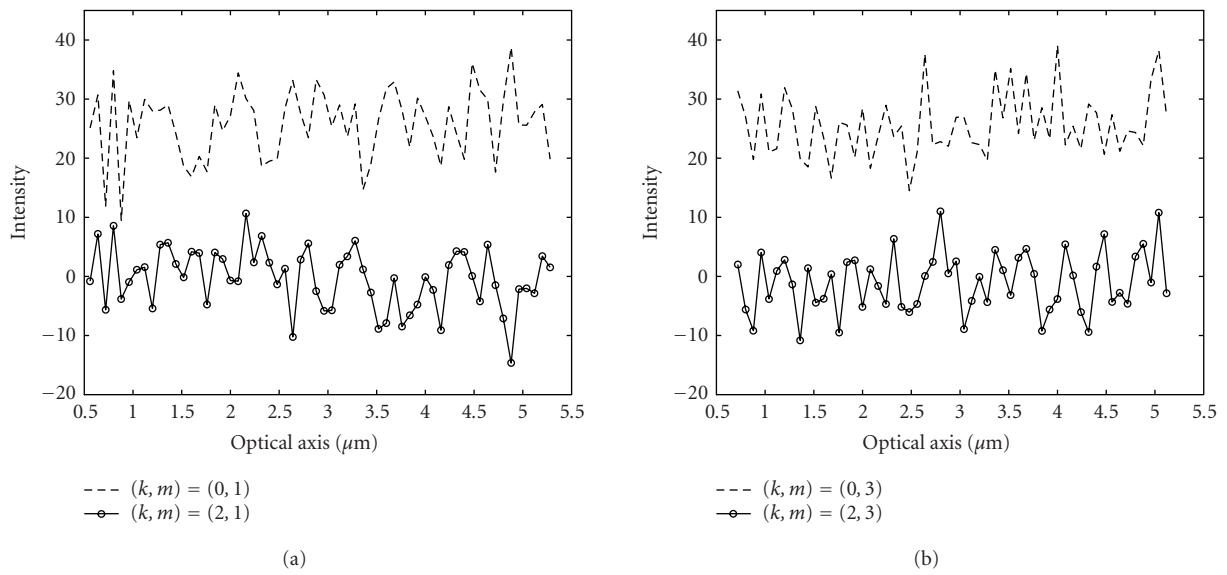 40
30
20
10
0
−10
−20
Intensity
0.5 1 1.5 2 2.5 3 3.5 4 4.5 5 5.5
Optical axis (μm)
(k, m) = (0, 1)
(k, m) = (2, 1)
(a)
40
30
20
10
0
−10
−20
Intensity
0.5 1 1.5 2 2.5 3 3.5 4 4.5 5 5.5
Optical axis (μm)
(k, m) = (0, 3)
(k, m) = (2, 3)
(b)